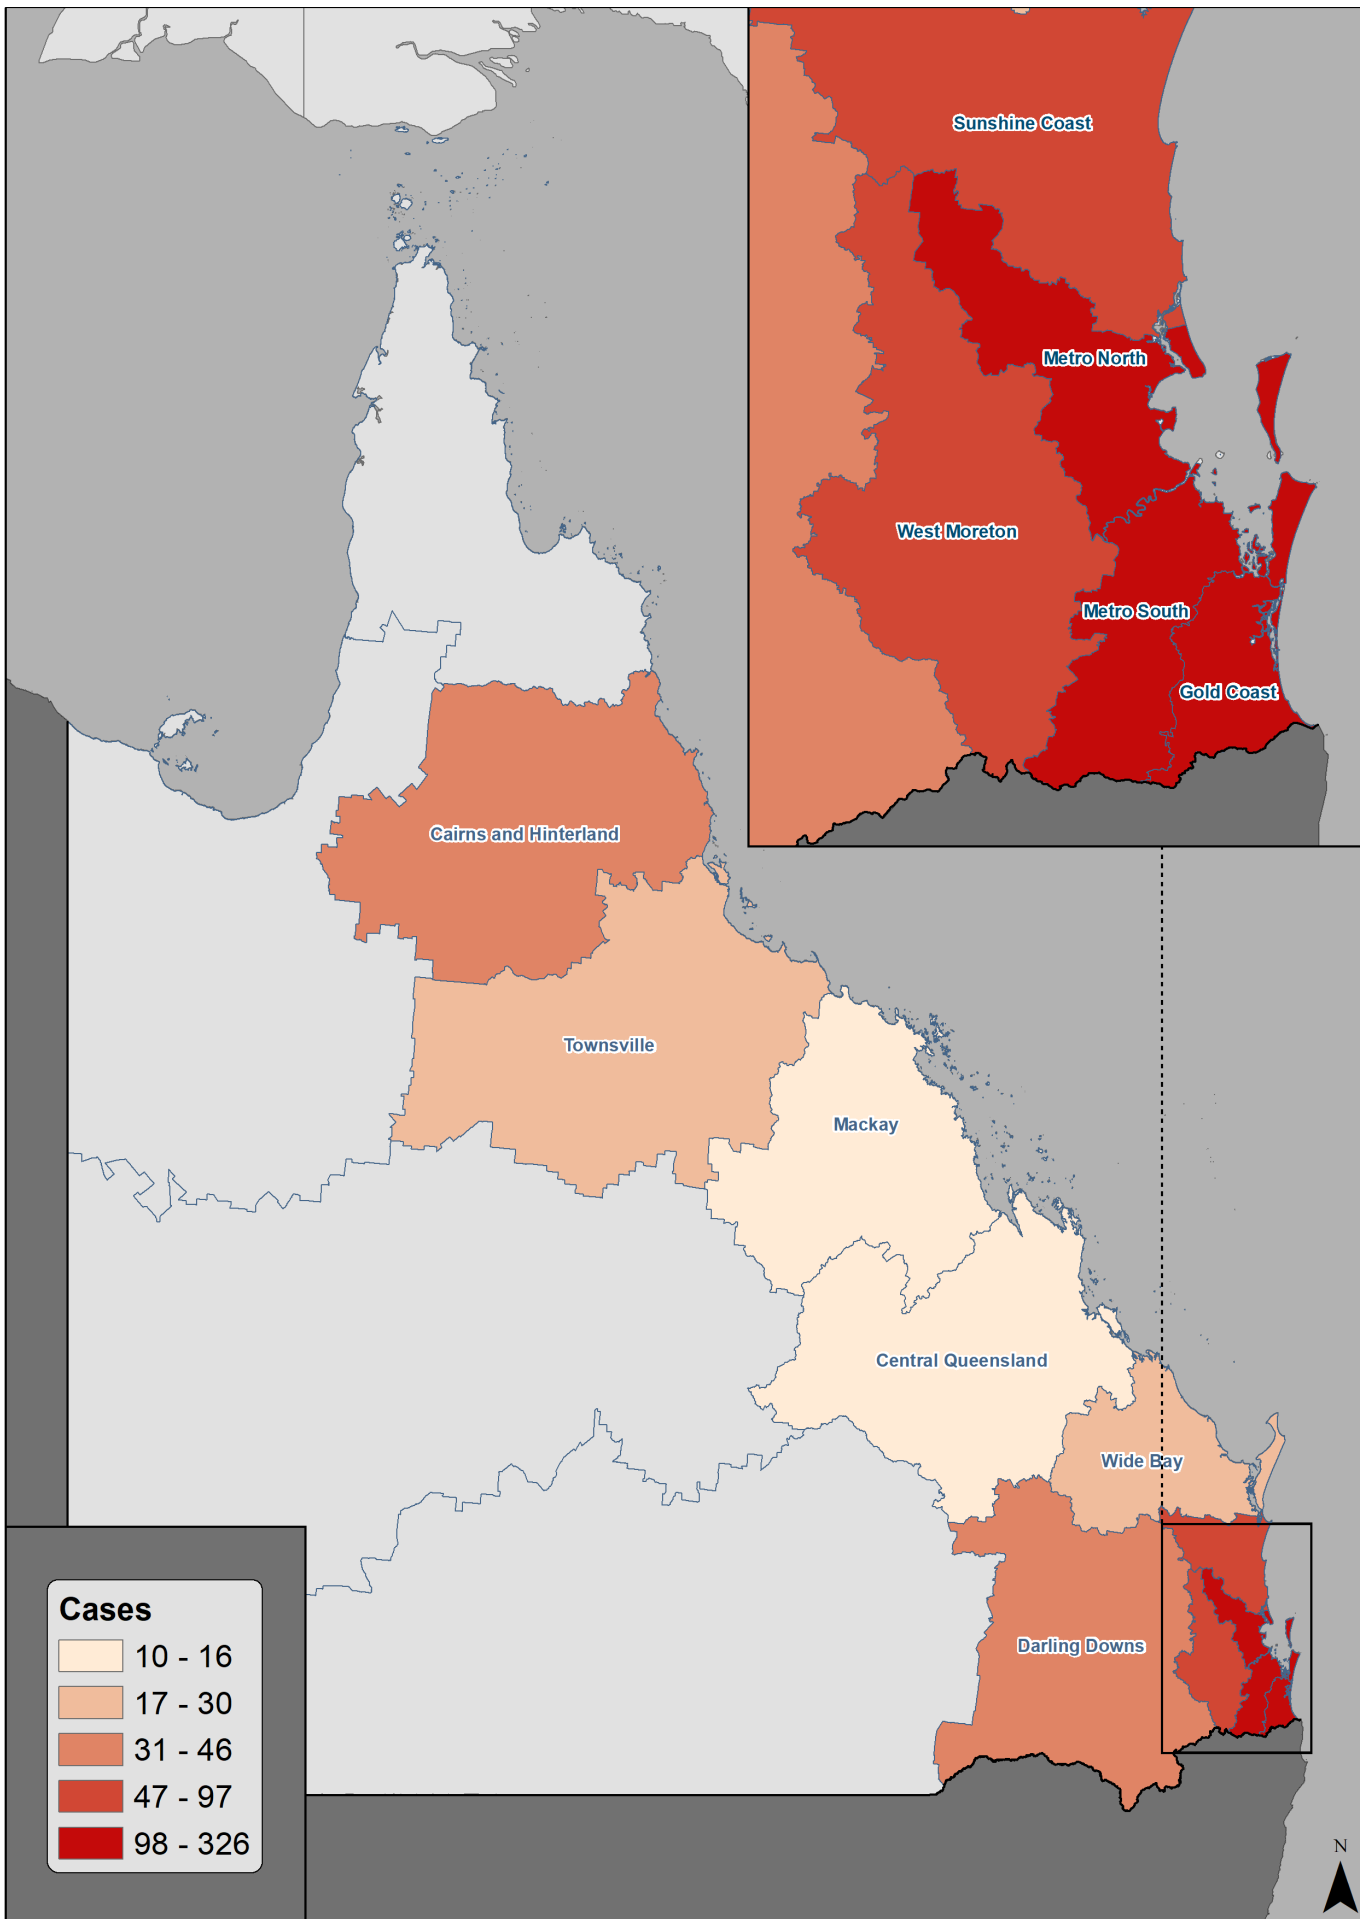 Sunshine Coast
Metro North
West Moreton
Metro South
Gold Coast
Cairns and Hinterland
Townsville
Mackay
Central Queensland
Wide Bay
Darling Downs
Cases
10 - 16
17 - 30
31 - 46
47 - 97
98 - 326
N